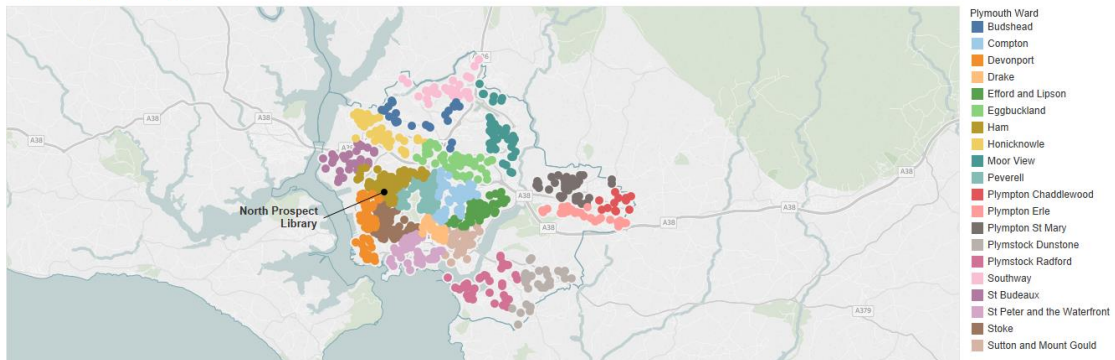 Plymouth Ward
Budshead
Compton
Devonport
Drake
Efford and Lipson
Eggbuckland
Ham
Honicknowle
Moor View
Peverell
Plympton Chaddlewood
Plympton Erle
Plympton St Mary
Plymstock Dunstone
Plymstock Radford
Southway
St Budeaux
St Peter and the Waterfront
Stoke
Sutton and Mount Gould
North Prospect
Library
A38
A38
A38
A38
A38
A38
A379